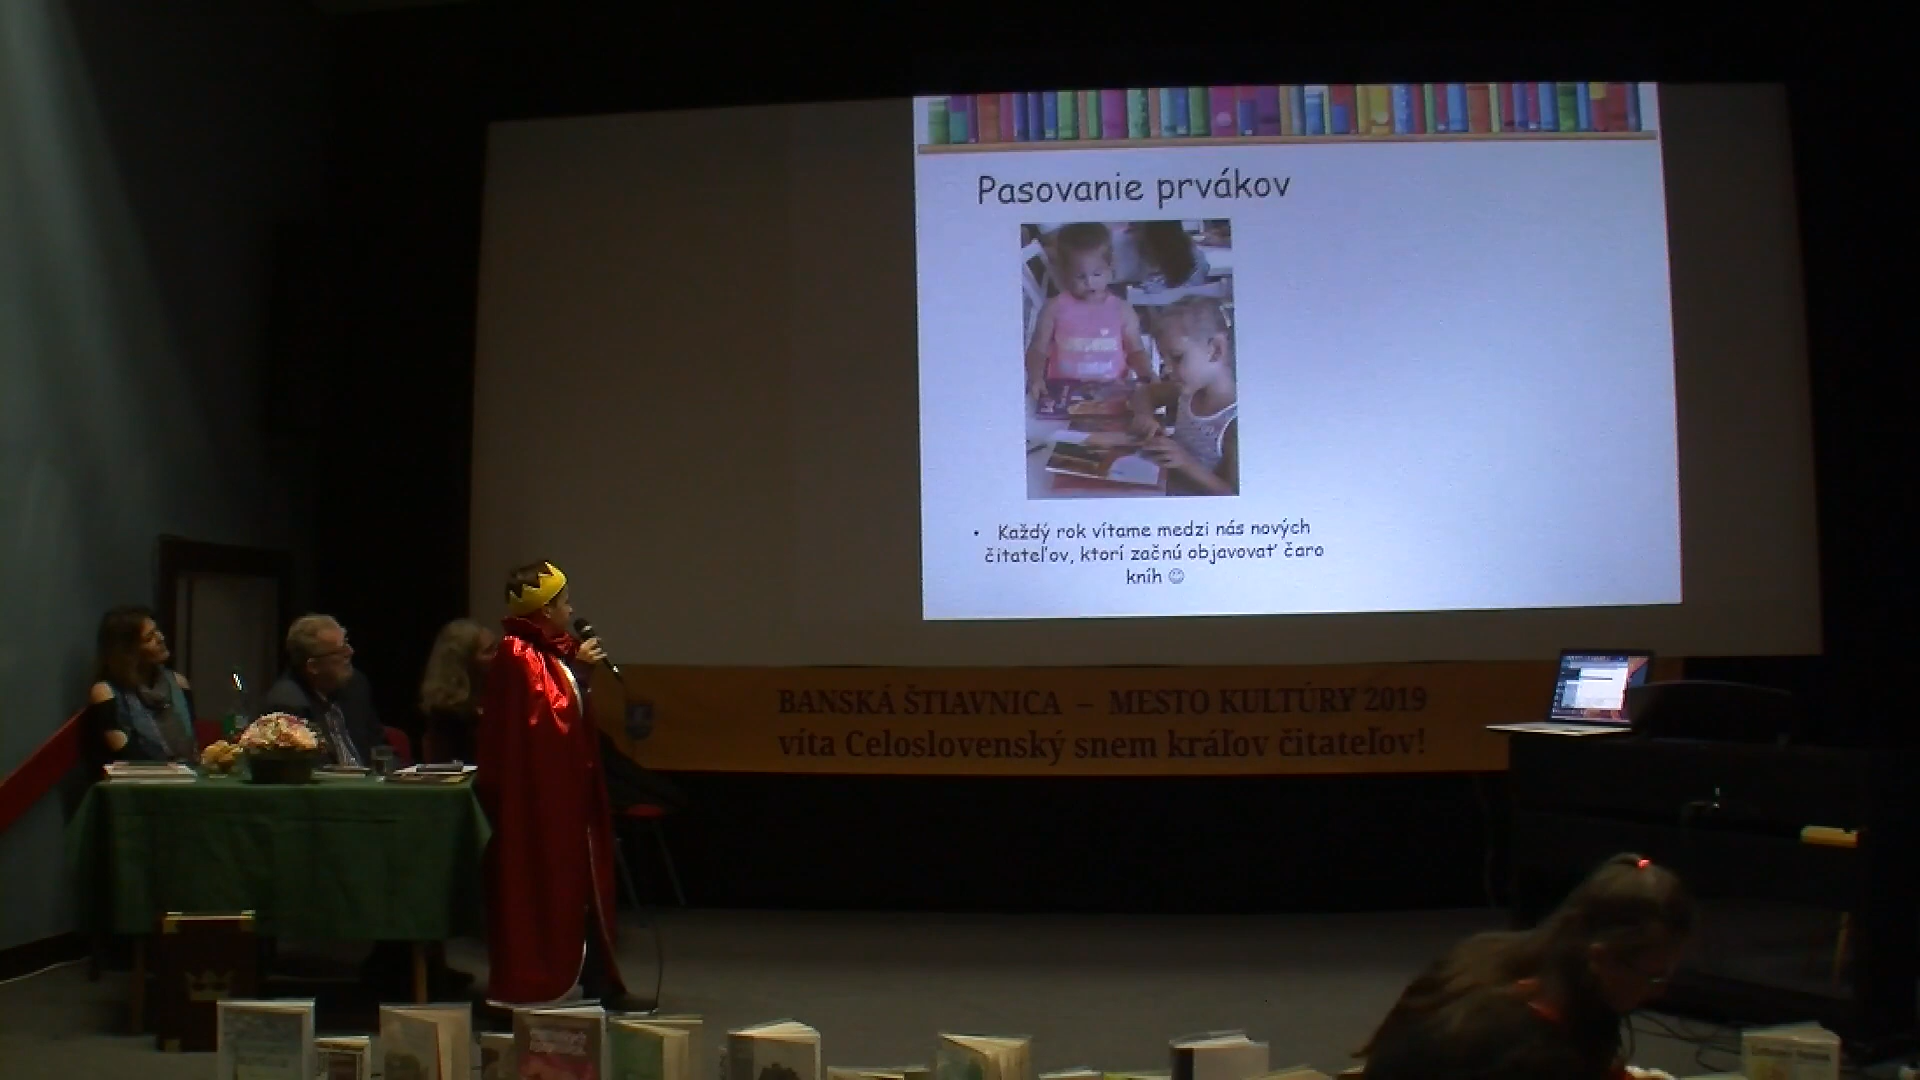 Pasovanie prvákov
• Každý rok vítame medzi nás nových
čitateľov, ktorí začnú objavovať čaro
kníh ☺
BANSKÁ ŠTIAVNICA – MESTO KULTÚRY 2019
víta Celoslovenský snem kráľov čitateľov!